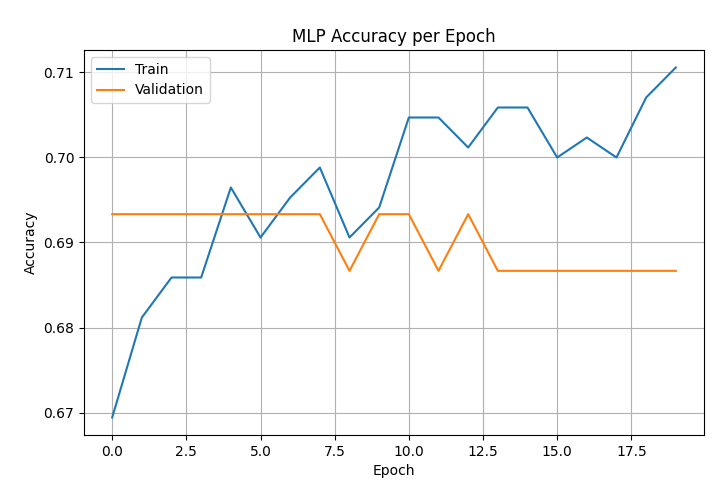 MLP Accuracy per Epoch
Train
Validation
0.71
0.70
0.69
0.68
0.67
Accuracy
0.0 2.5 5.0 7.5 10.0 12.5 15.0 17.5
Epoch